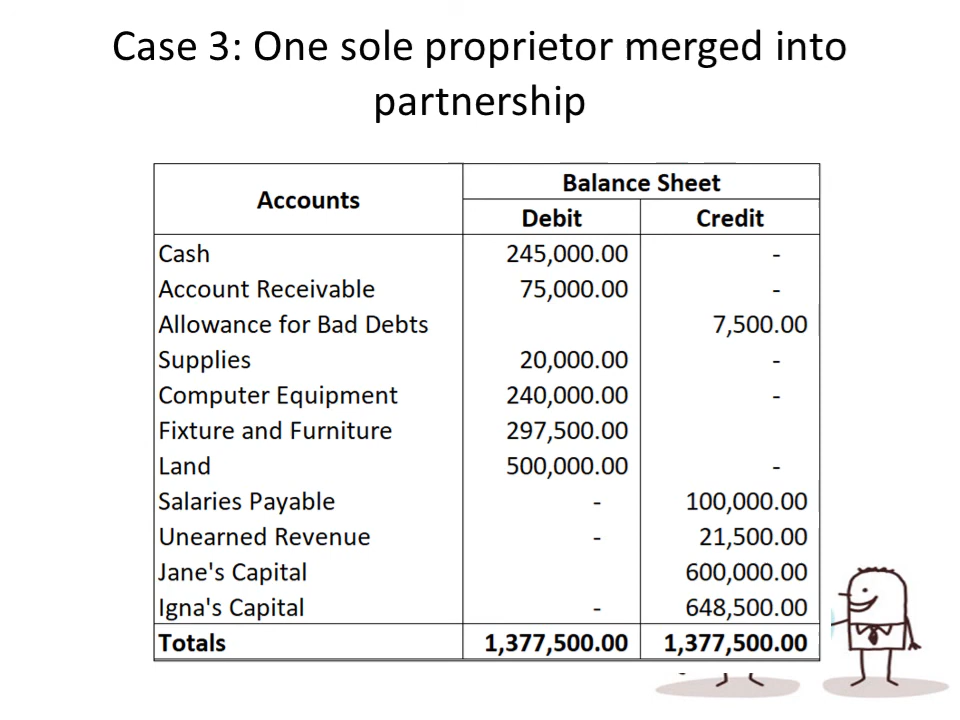 Case 3: One sole proprietor merged into
partnership
Accounts Balance Sheet
Debit Credit
Cash 245,000.00 -
Account Receivable 75,000.00 -
Allowance for Bad Debts 7,500.00
Supplies 20,000.00 -
Computer Equipment 240,000.00 -
Fixture and Furniture 297,500.00
Land 500,000.00 -
Salaries Payable - 100,000.00
Unearned Revenue - 21,500.00
Jane's Capital 600,000.00
Igna's Capital - 648,500.00
Totals 1,377,500.00 1,377,500.00